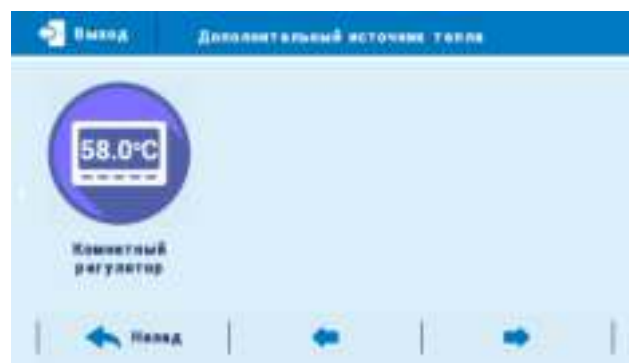 Выход
Дополнительный источник тепла
58.0°C
Комнатный
регулятор
Назад